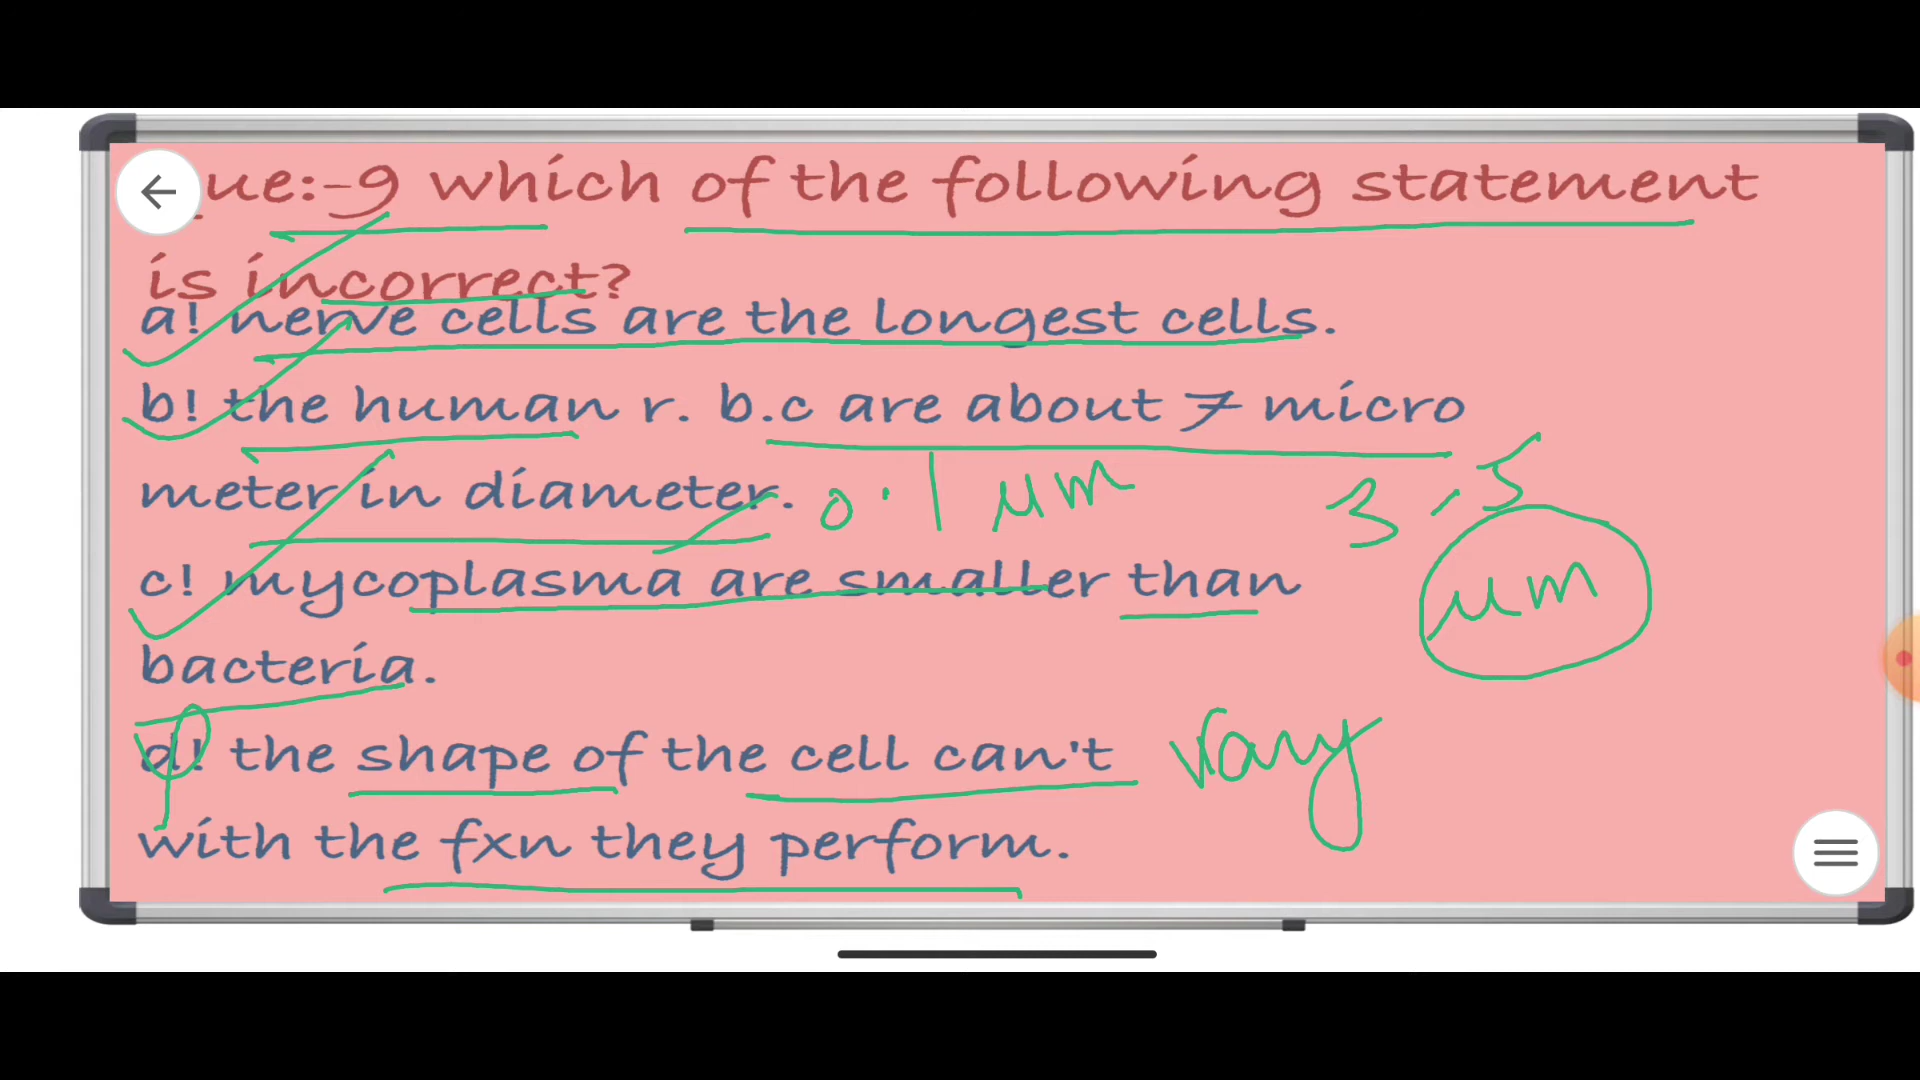 ue:-9 which of the following statement
is incorrect?
a! nerve cells are the longest cells.
b! the human r. b.c are about 7 micro
meter in diameter. 0.1 μm 3.5
μm
c! mycoplasma are smaller than
bacteria.
d! the shape of the cell can't vary
with the fxn they perform.